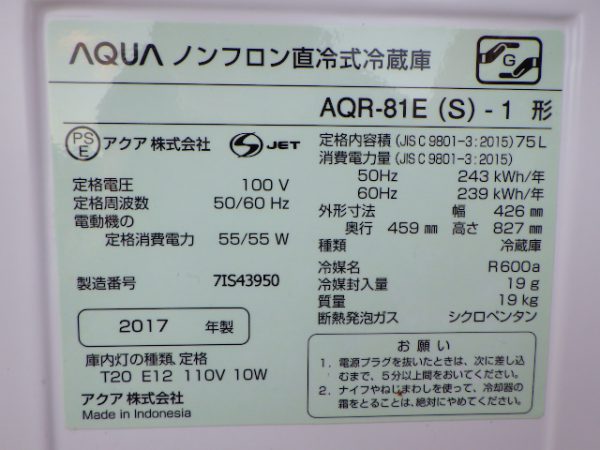 AQUA ノンフロン直冷式冷蔵庫
G
AQR-81E (S) - 1 形
PS E アクア株式会社 S JET
定格電圧 100 V
定格周波数 50/60 Hz
電動機の
定格消費電力 55/55 W
製造番号 7IS43950
2017 年製
庫内灯の種類、定格
T20 E12 110V 10W
アクア株式会社
Made in Indonesia
定格内容積 (JIS C 9801-3:2015) 75 L
消費電力量 (JIS C 9801-3:2015)
50Hz 243 kWh/年
60Hz 239 kWh/年
外形寸法 幅 426 ㎜
奥行 459 ㎜ 高さ 827 ㎜
種類 冷蔵庫
冷媒名 R600a
冷媒封入量 19 g
質量 19 kg
断熱発泡ガス シクロペンタン
お 願 い
1. 電源プラグを抜いたときは、次に差し込
むまで、5分以上間をおいてください。
2. ナイフやねじまわしを使って、冷却器の
霜をとることは、絶対にやめてください。